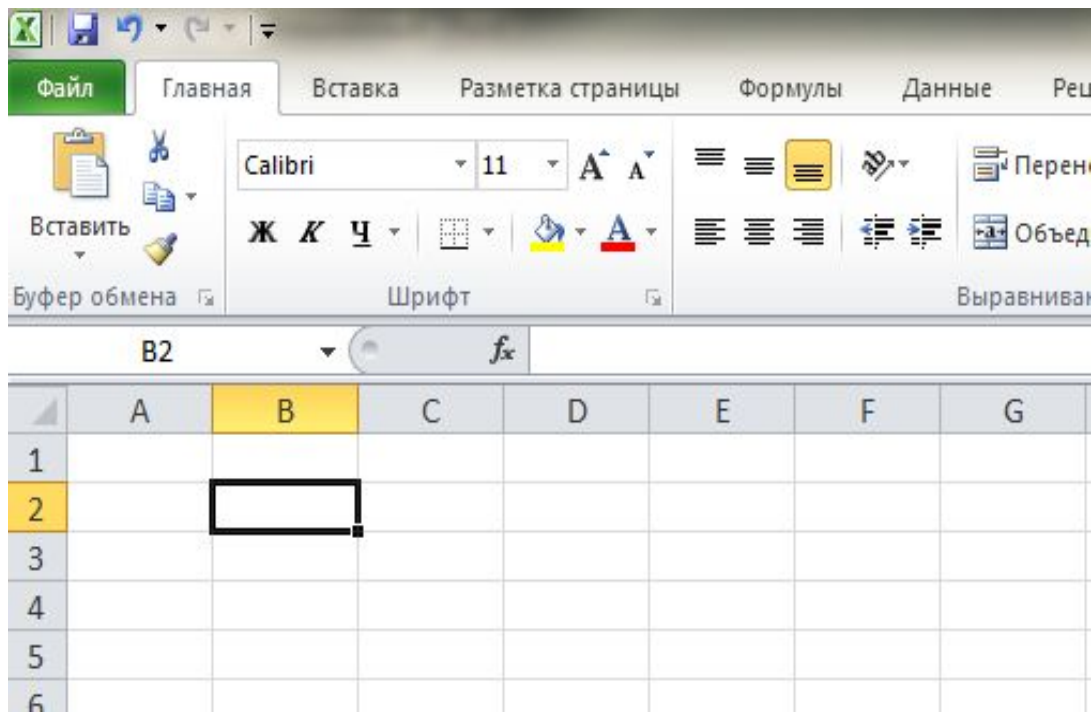 Файл Главная Вставка Разметка страницы Формулы Данные
Calibri 11
Вставить Ж К Ч
Буфер обмена Шрифт
B2 fx
A B C D E F G
1
2
3
4
5
6